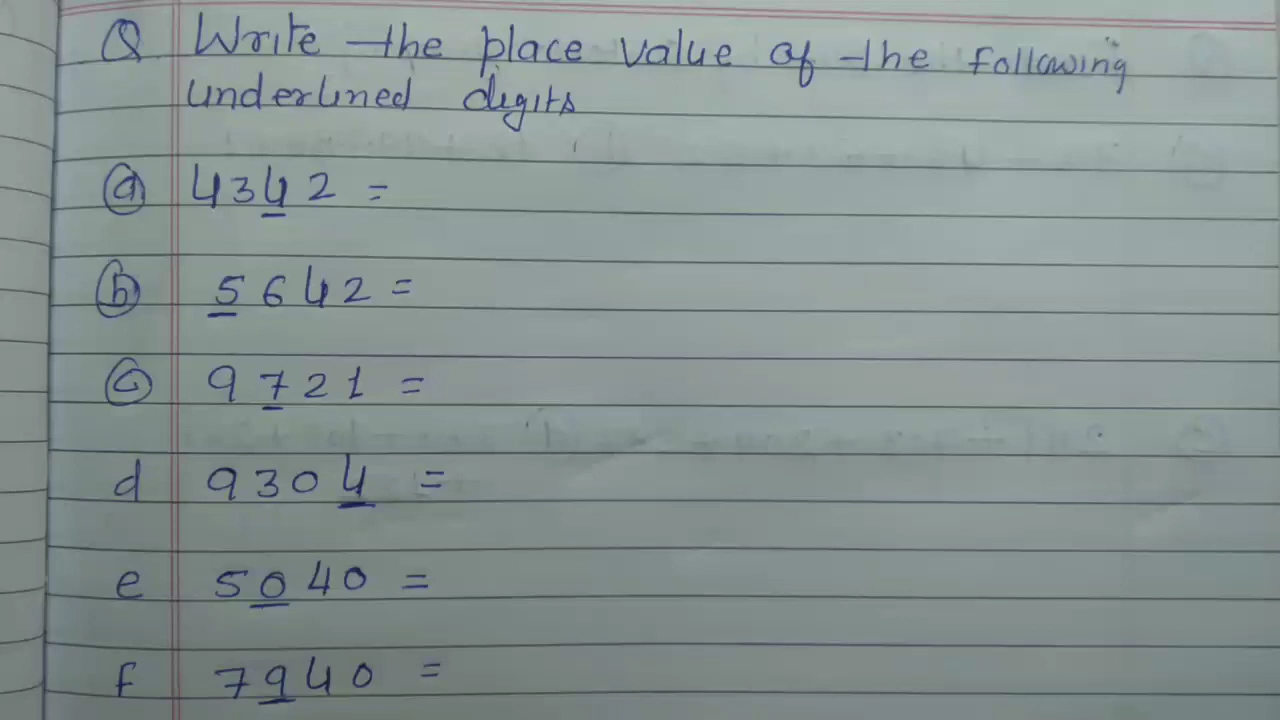 Q Write the place value of the following
underlined digits
a 4342 =
b 5642 =
c 9721 =
d 9304 =
e 5040 =
f 7940 =